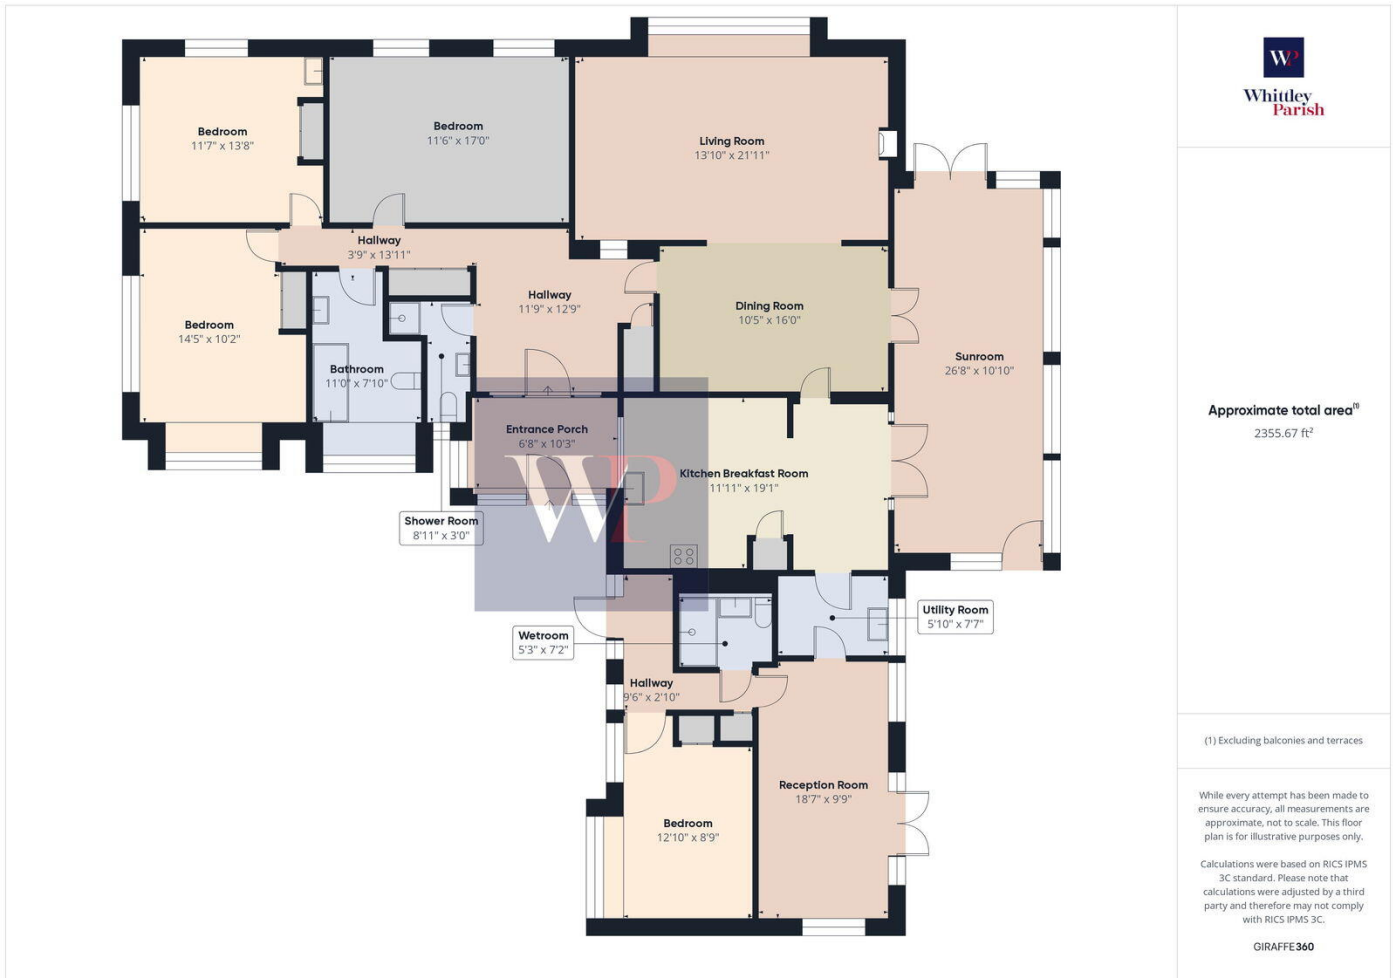 Bedroom
11'7" x 13'8"
Bedroom
11'6" x 17'0"
Living Room
13'10" x 21'11"
Hallway
3'9" x 13'11"
Hallway
11'9" x 12'9"
Dining Room
10'5" x 16'0"
Bedroom
14'5" x 10'2"
Bathroom
11'0" x 7'10"
Sunroom
26'8" x 10'10"
Entrance Porch
6'8" x 10'3"
Kitchen Breakfast Room
11'11" x 19'1"
WP
Shower Room
8'11" x 3'0"
Utility Room
5'10" x 7'7"
Wetroom
5'3" x 7'2"
Hallway
9'6" x 2'10"
Reception Room
18'7" x 9'9"
Bedroom
12'10" x 8'9"
WP
Whittley
Parish
Approximate total area⁽¹⁾
2355.67 ft²
(1) Excluding balconies and terraces
While every attempt has been made to
ensure accuracy, all measurements are
approximate, not to scale. This floor
plan is for illustrative purposes only.
Calculations were based on RICS IPMS
3C standard. Please note that
calculations were adjusted by a third
party and therefore may not comply
with RICS IPMS 3C.
GIRAFFE360